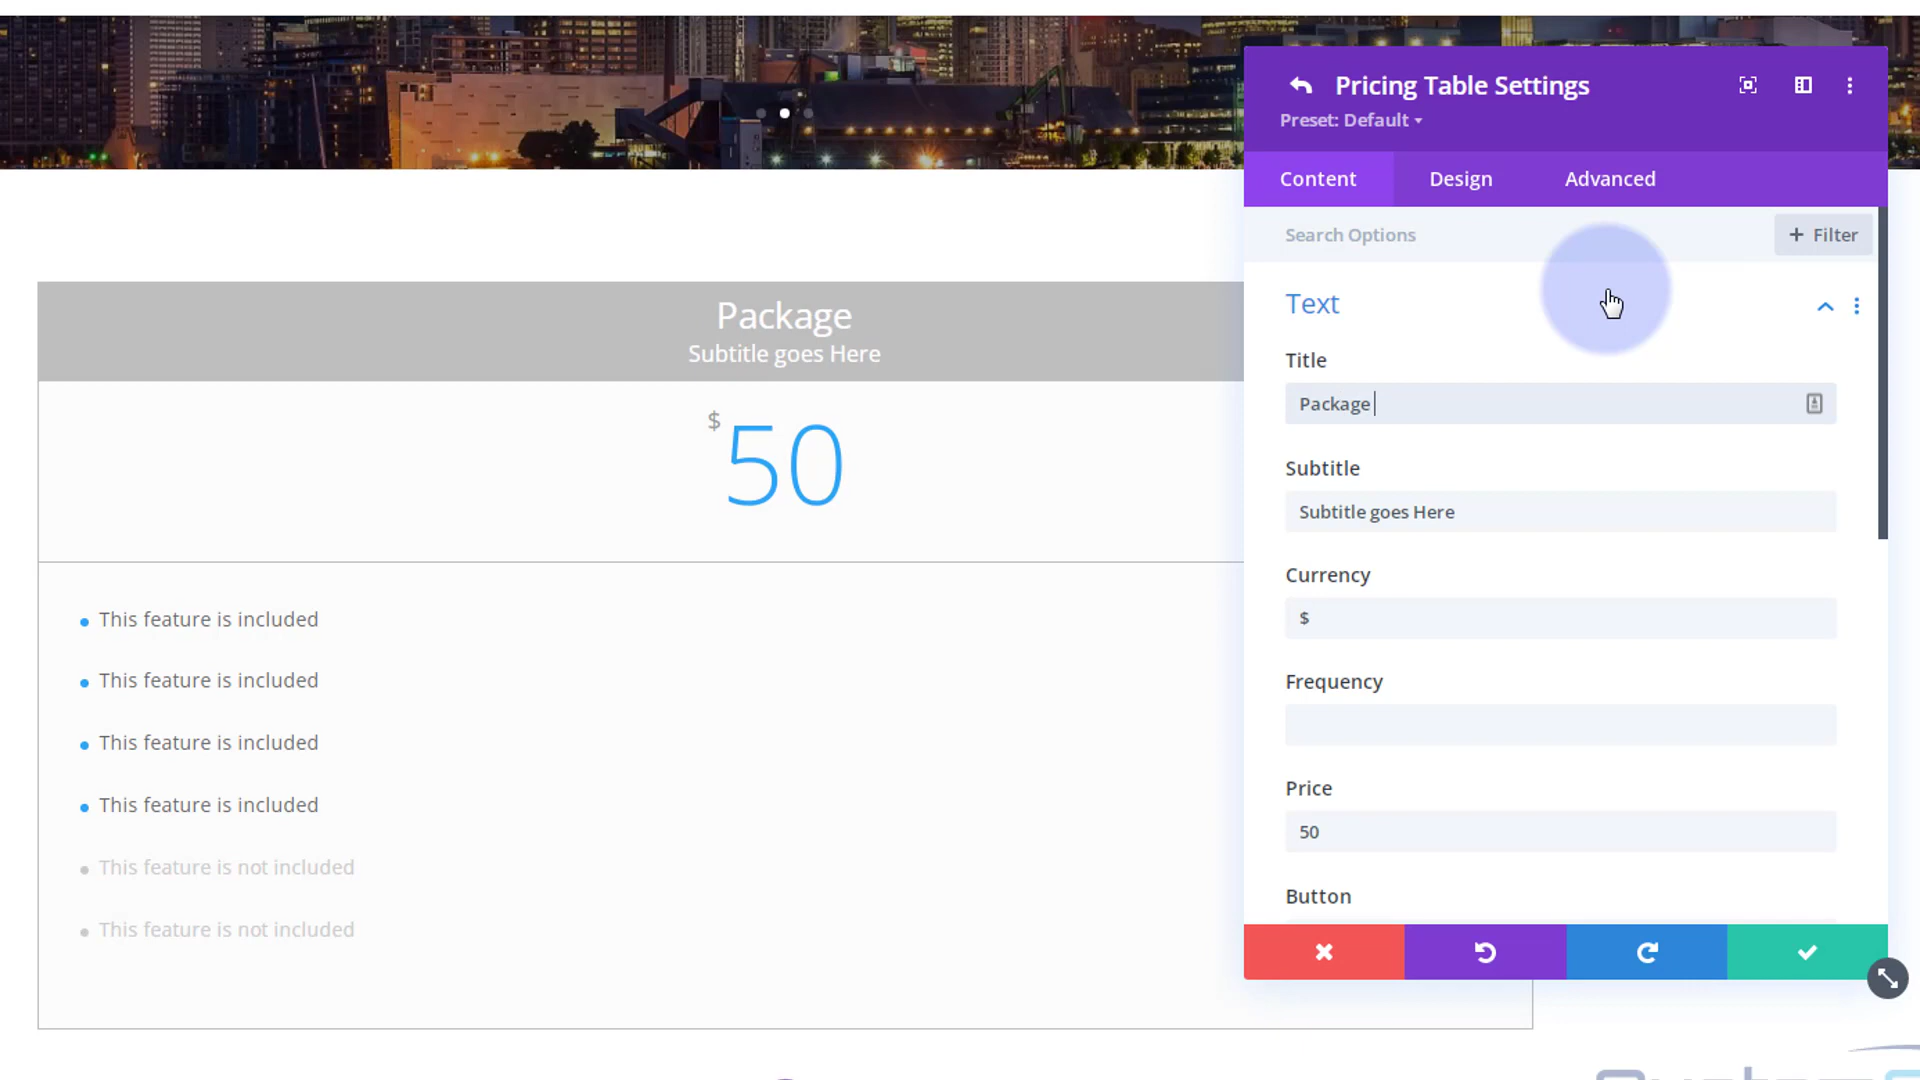 Pricing Table Settings
Preset: Default
Content Design Advanced
Search Options
+ Filter
Text
Title
Package
Subtitle
Subtitle goes Here
Currency
$
Frequency
Price
50
Button
Package
Subtitle goes Here
$
50
This feature is included
This feature is included
This feature is included
This feature is included
This feature is not included
This feature is not included